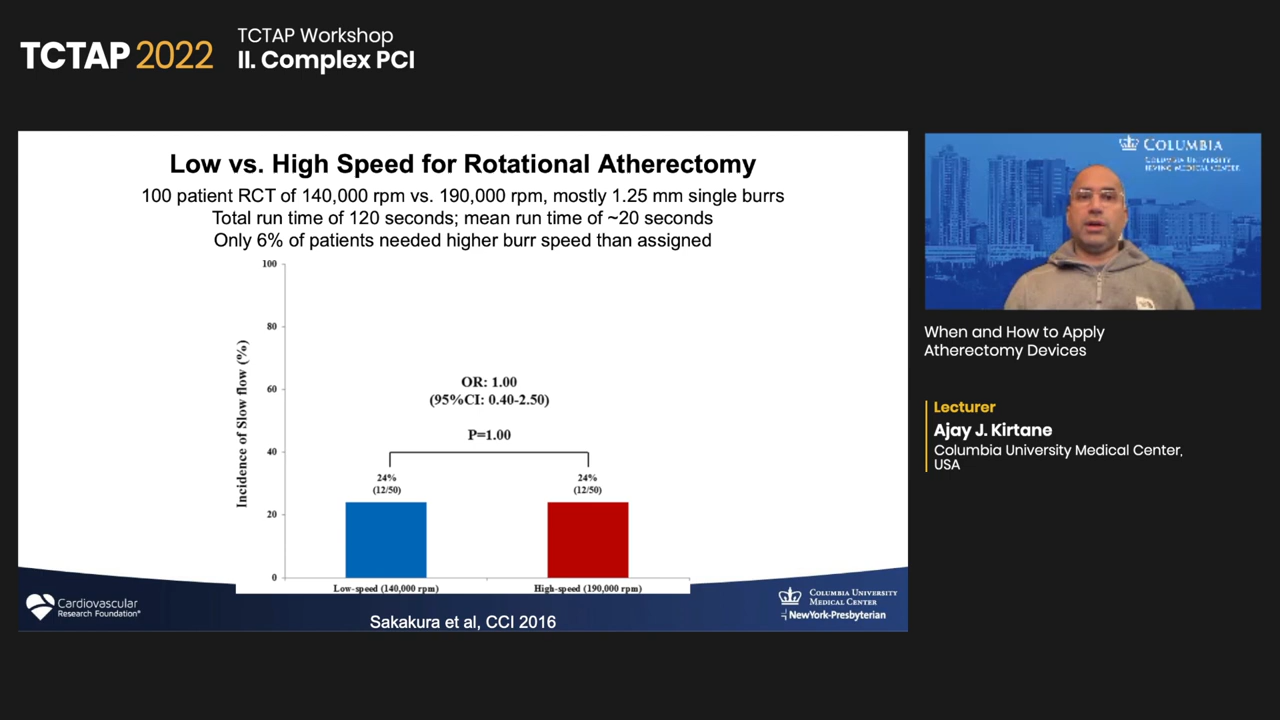 TCTAP 2022
TCTAP Workshop
II. Complex PCI
Low vs. High Speed for Rotational Atherectomy
100 patient RCT of 140,000 rpm vs. 190,000 rpm, mostly 1.25 mm single burrs
Total run time of 120 seconds; mean run time of ~20 seconds
Only 6% of patients needed higher burr speed than assigned
Incidence of Slow flow (%)
100
80
60
40
20
0
OR: 1.00
(95%CI: 0.40-2.50)
P=1.00
24%
(12/50)
24%
(12/50)
Low-speed (140,000 rpm)
High-speed (190,000 rpm)
Cardiovascular
Research Foundation®
Sakakura et al, CCI 2016
COLUMBIA UNIVERSITY
MEDICAL CENTER
NewYork-Presbyterian
COLUMBIA
COLUMBIA UNIVERSITY
IRVING MEDICAL CENTER
When and How to Apply
Atherectomy Devices
Lecturer
Ajay J. Kirtane
Columbia University Medical Center,
USA